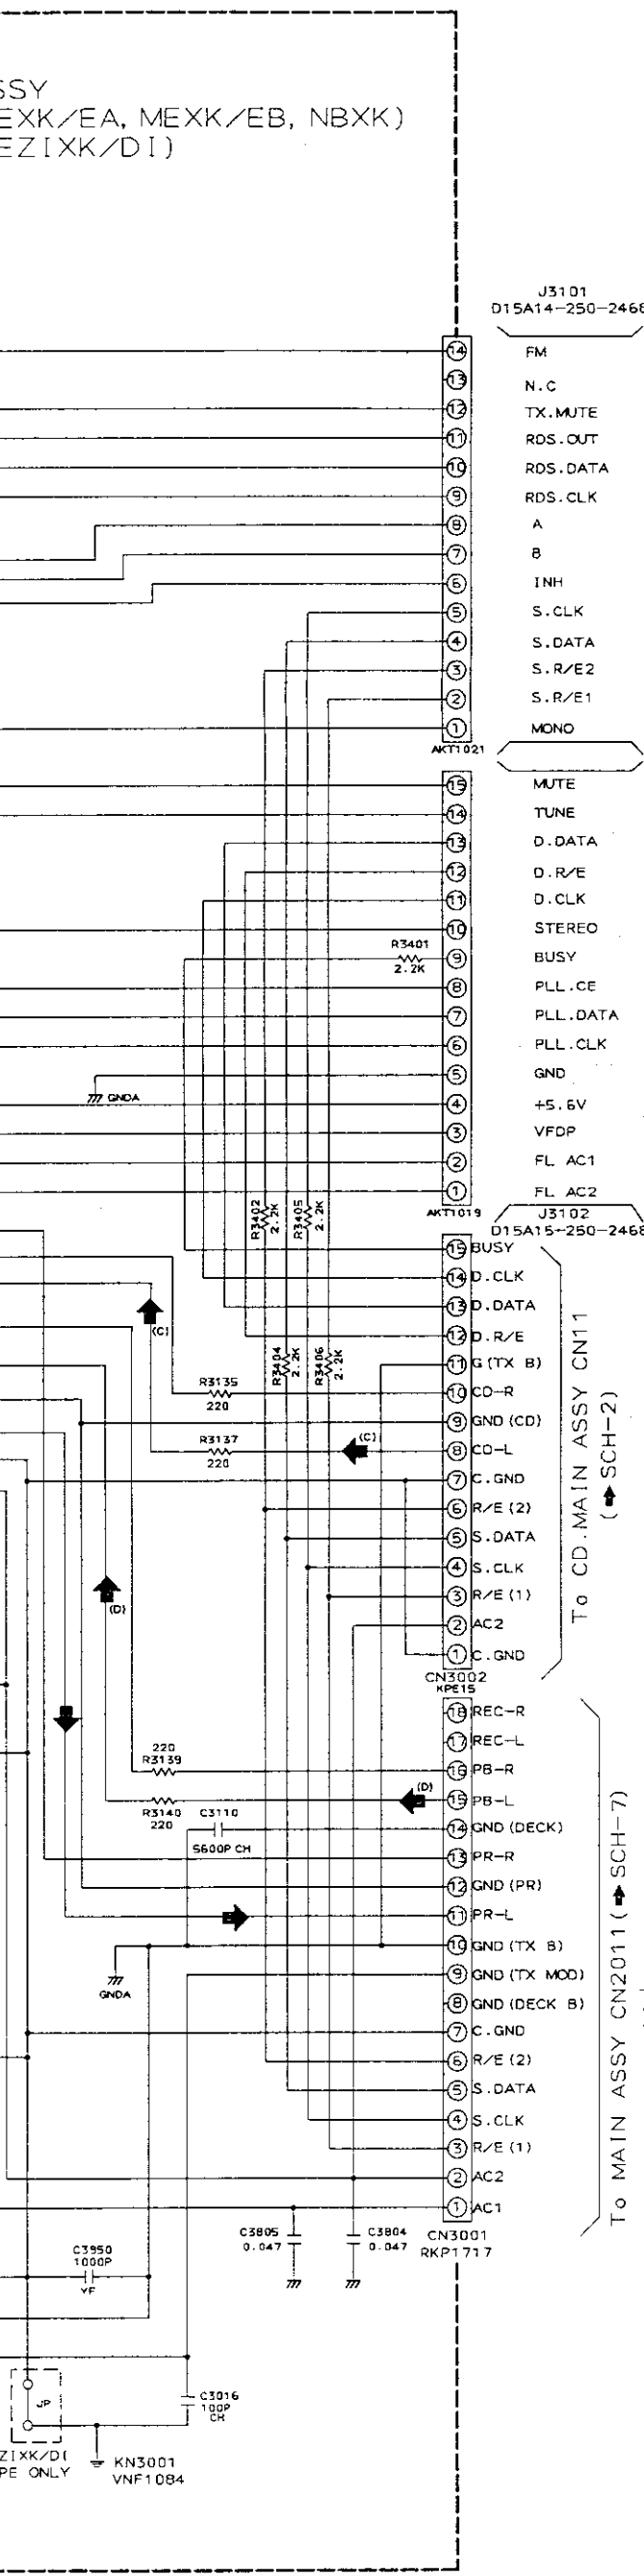 SSY
EXK/EA, MEXK/EB, NBXK)
EZIXK/DI)
J3101
D15A14-250-2468
14 FM
13 N.C
12 TX.MUTE
11 RDS.OUT
10 RDS.DATA
9 RDS.CLK
8 A
7 B
6 INH
5 S.CLK
4 S.DATA
3 S.R/E2
2 S.R/E1
1 MONO
AKT1021
15 MUTE
14 TUNE
13 D.DATA
12 D.R/E
11 D.CLK
10 STEREO
R3401
2.2K
9 BUSY
8 PLL.CE
7 PLL.DATA
6 PLL.CLK
5 GND
GNDA
4 +5.6V
3 VFDP
2 FL AC1
1 FL AC2
AKT1019
J3102
D15A15-250-2468
R3402
2.2K
R3405
2.2K
15 BUSY
14 D.CLK
13 D.DATA
(C)
12 D.R/E
R3404
2.2K
R3406
2.2K
11 G(TX B)
R3135
220
10 CD-R
9 GND(CD)
R3137
220
(C)
8 CD-L
7 C.GND
6 R/E(2)
5 S.DATA
4 S.CLK
3 R/E(1)
(D)
2 AC2
1 C.GND
CN3002
KPE15
To CD.MAIN ASSY CN11
(SCH-2)
18 REC-R
17 REC-L
220
R3139
16 PB-R
(D)
15 PB-L
R3140
220
C3110
5600P CH
14 GND(DECK)
13 PR-R
12 GND(PR)
11 PR-L
10 GND(TX B)
GNDA
9 GND(TX MOD)
8 GND(DECK B)
7 C.GND
6 R/E(2)
5 S.DATA
4 S.CLK
3 R/E(1)
2 AC2
1 AC1
CN3001
RKP1717
To MAIN ASSY CN2011(SCH-7)
C3805
0.047
C3804
0.047
C3950
1000P
YF
JP
C3016
100P
CH
ZIXK/DI
PE ONLY
KN3001
VNF1084